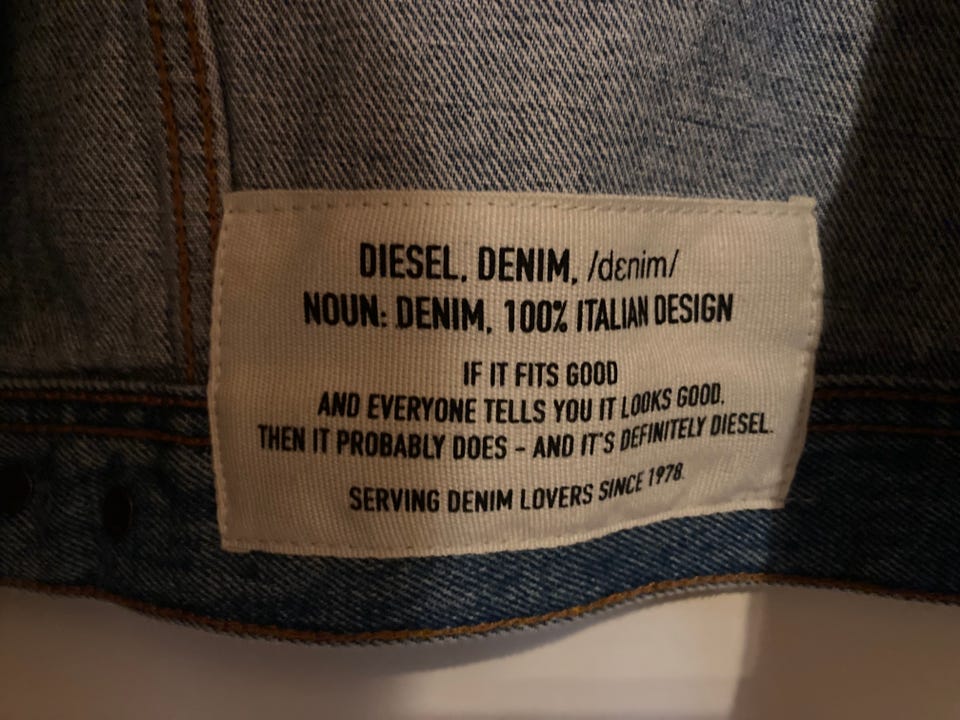 DIESEL, DENIM, /dɛnim/
NOUN: DENIM, 100% ITALIAN DESIGN
IF IT FITS GOOD
AND EVERYONE TELLS YOU IT LOOKS GOOD,
THEN IT PROBABLY DOES – AND IT'S DEFINITELY DIESEL.
SERVING DENIM LOVERS SINCE 1978.